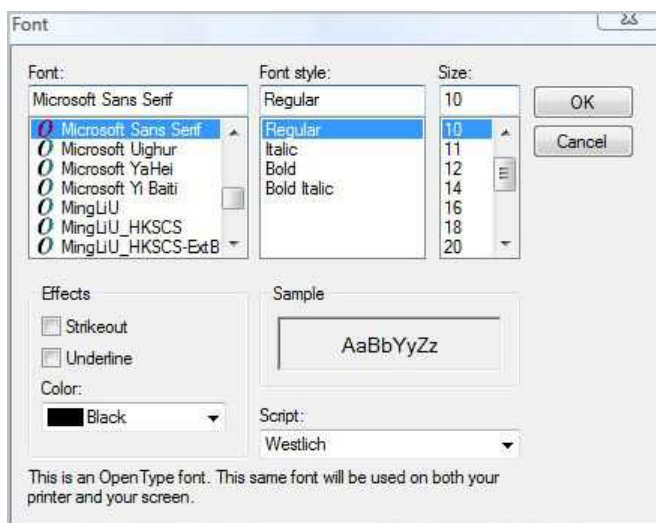 Font
Font:
Font style:
Size:
Microsoft Sans Serif
Regular
10
OK
Microsoft Sans Serif
Microsoft Uighur
Microsoft YaHei
Microsoft Yi Baiti
MingLiU
MingLiU_HKSCS
MingLiU_HKSCS-ExtB
Regular
Italic
Bold
Bold Italic
10
11
12
14
16
18
20
Cancel
Effects
Strikeout
Underline
Color:
Black
Sample
AaBbYyZz
Script:
Westlich
This is an OpenType font. This same font will be used on both your
printer and your screen.